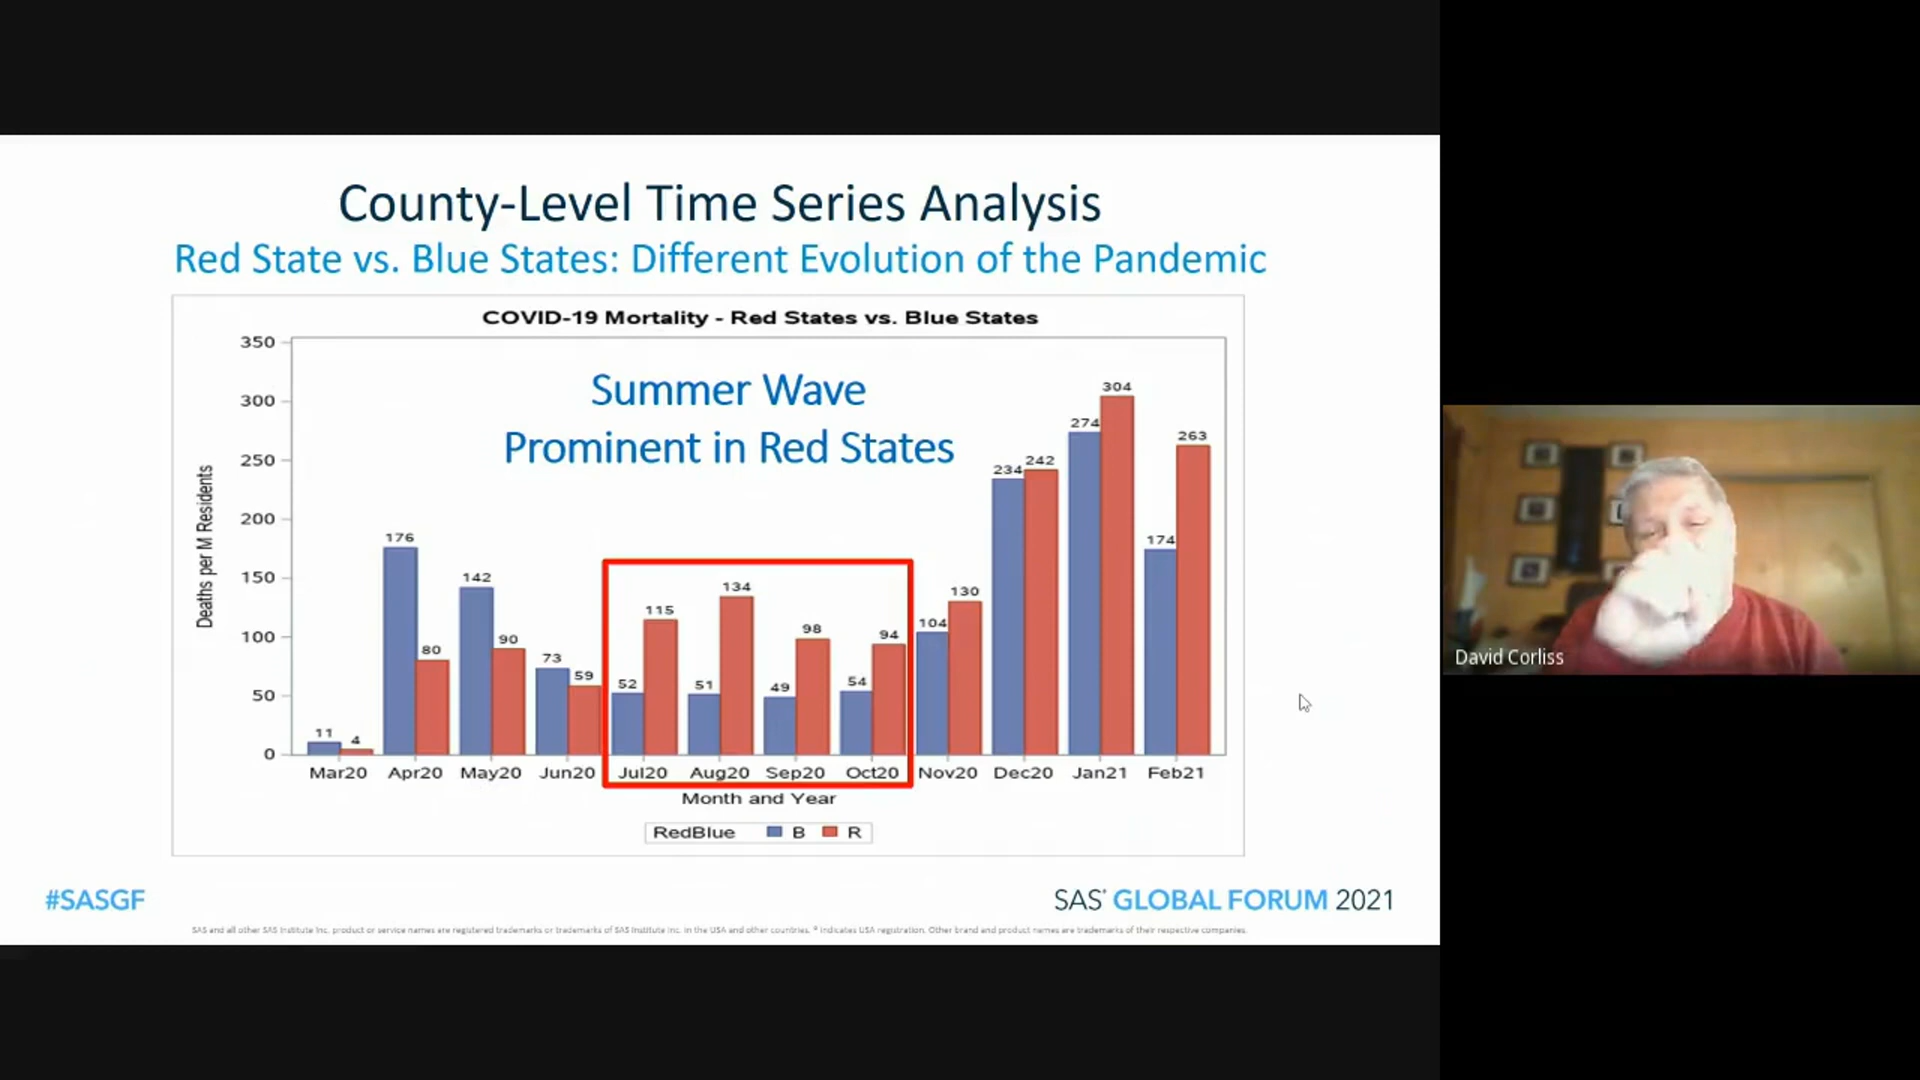 County-Level Time Series Analysis
Red State vs. Blue States: Different Evolution of the Pandemic
COVID-19 Mortality - Red States vs. Blue States
Summer Wave
Prominent in Red States
Deaths per M Residents
350
300
250
200
150
100
50
0
11 4
176 80
142 90
73 59
52 115
51 134
49 98
54 94
104 130
234 242
274 304
174 263
Mar20 Apr20 May20 Jun20 Jul20 Aug20 Sep20 Oct20 Nov20 Dec20 Jan21 Feb21
Month and Year
RedBlue B R
David Corliss
#SASGF
SAS® GLOBAL FORUM 2021
SAS and all other SAS Institute Inc. product or service names are registered trademarks or trademarks of SAS Institute Inc. in the USA and other countries. ® indicates USA registration. Other brand and product names are trademarks of their respective companies.